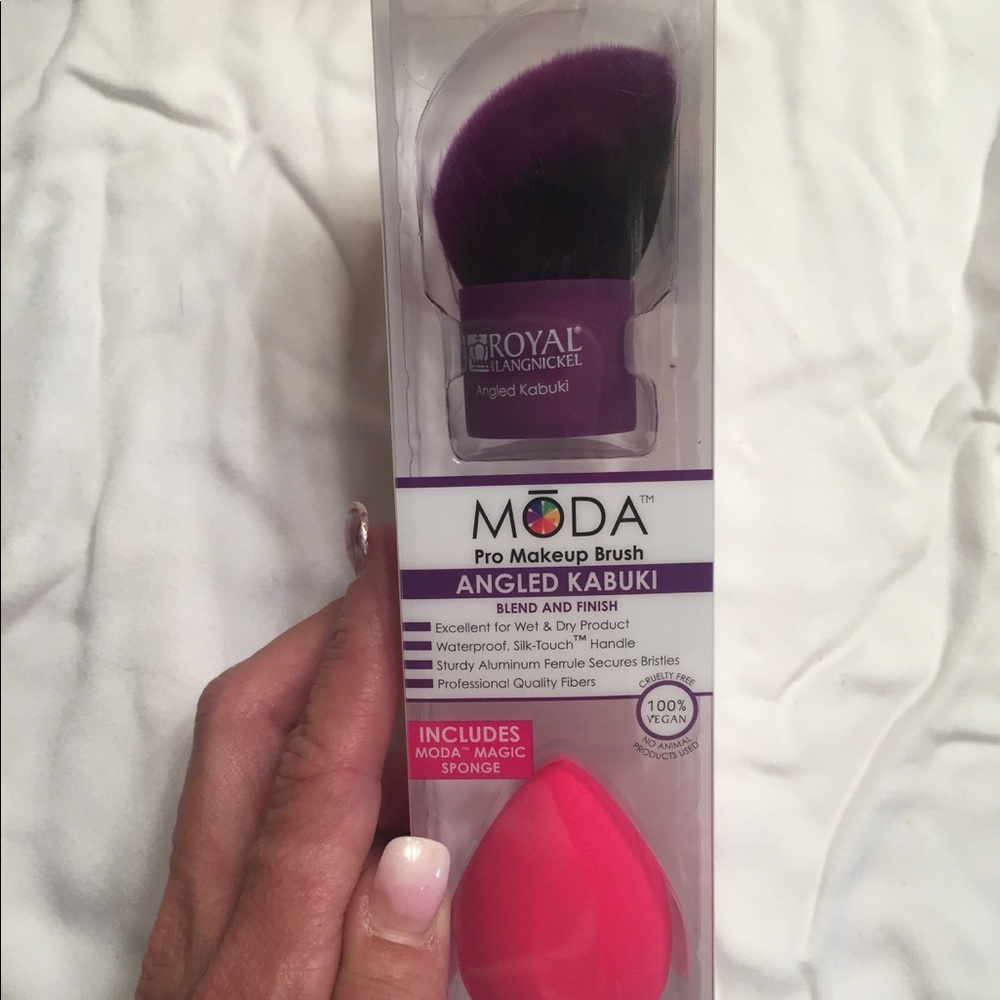 ROYAL®
& LANGNICKEL
Angled Kabuki
MŌDA™
Pro Makeup Brush
ANGLED KABUKI
BLEND AND FINISH
Excellent for Wet & Dry Product
Waterproof, Silk-Touch™ Handle
Sturdy Aluminum Ferrule Secures Bristles
Professional Quality Fibers
CRUELTY FREE
100%
VEGAN
NO ANIMAL
PRODUCTS USED
INCLUDES
MODA™ MAGIC
SPONGE